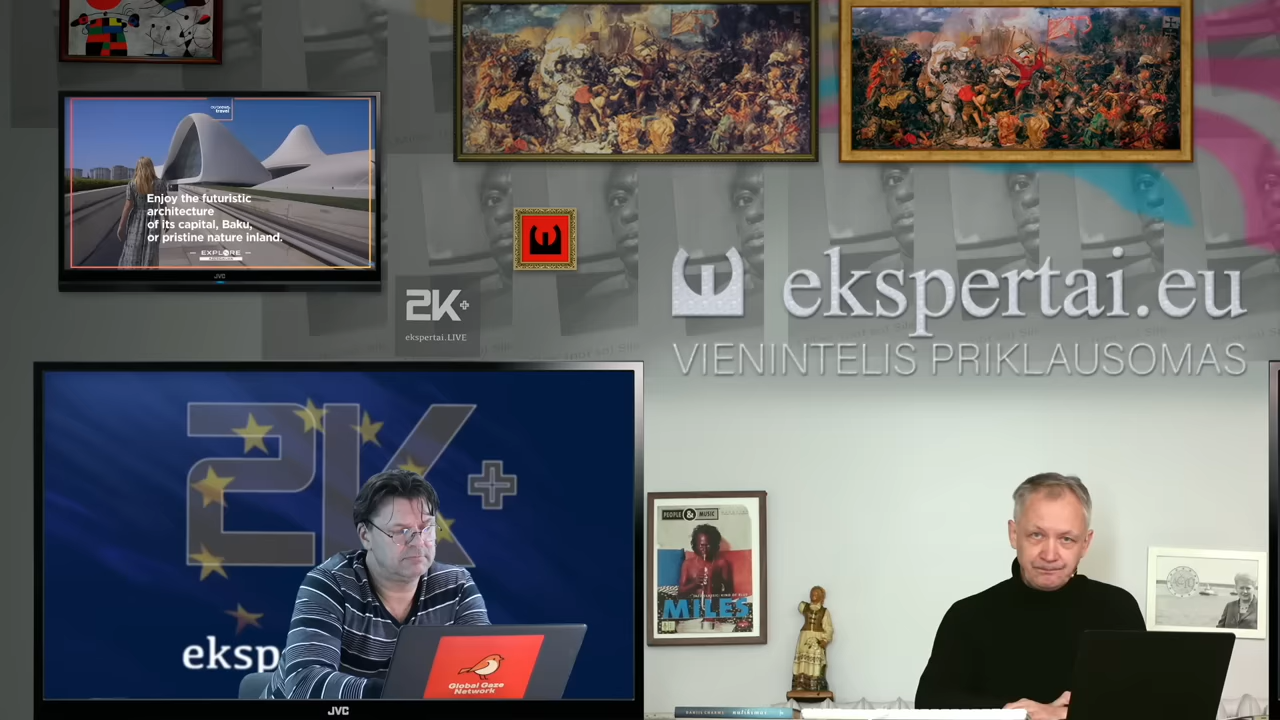 Enjoy the futuristic
architecture
of its capital, Baku,
or pristine nature inland.
EXPLORE
JVC
2K+
ekspertai.LIVE
ekspertai.eu
VIENINTELIS PRIKLAUSOMAS
2K+
eksp
Global Gaze
Network
JVC
PEOPLE & MUSIC
MILES